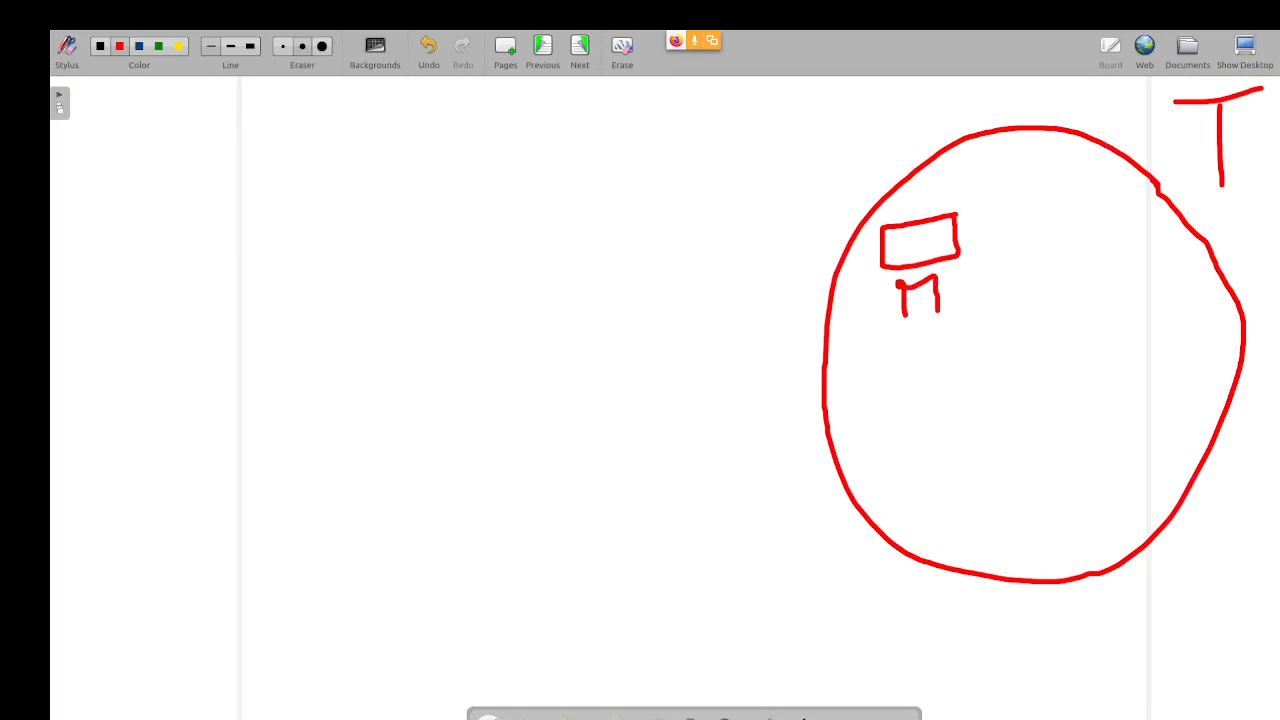 Stylus Color Line Eraser Backgrounds Undo Redo Pages Previous Next Erase Board Web Documents Show Desktop
T
M